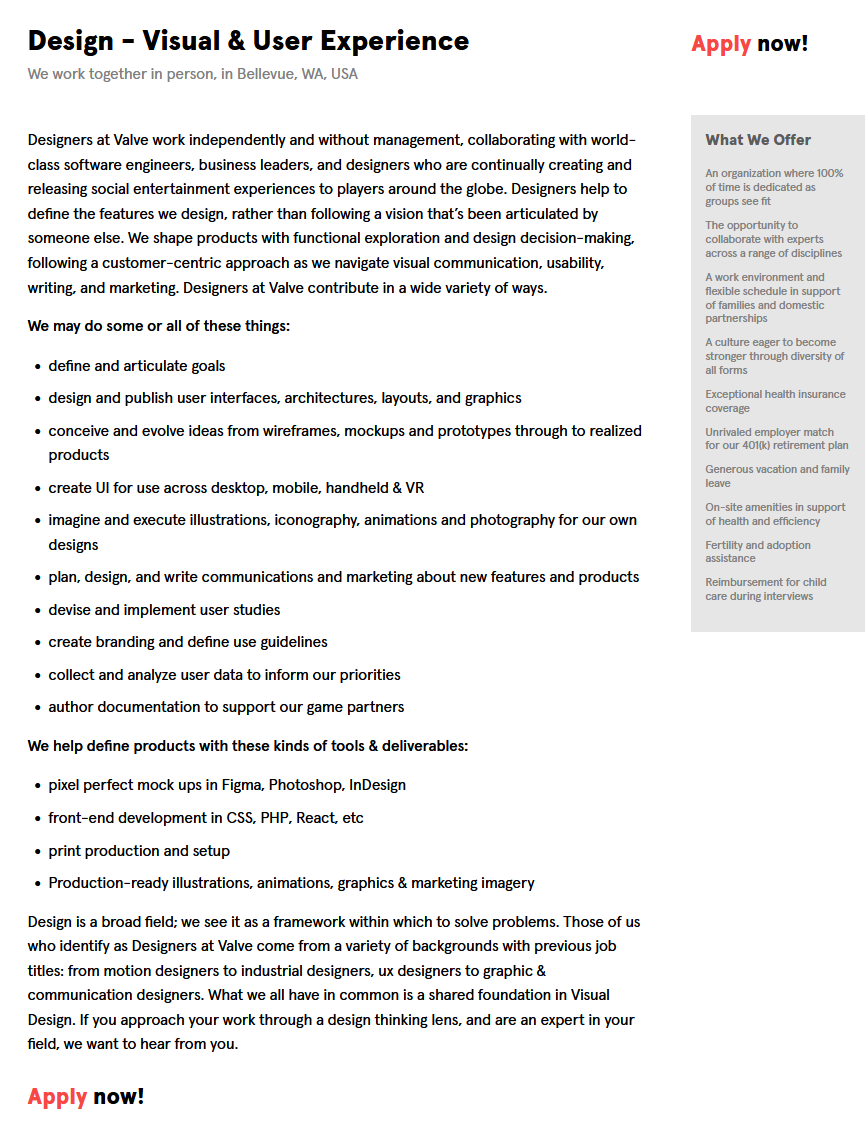 Design - Visual & User Experience
We work together in person, in Bellevue, WA, USA
Apply now!
Designers at Valve work independently and without management, collaborating with world-
class software engineers, business leaders, and designers who are continually creating and
releasing social entertainment experiences to players around the globe. Designers help to
define the features we design, rather than following a vision that's been articulated by
someone else. We shape products with functional exploration and design decision-making,
following a customer-centric approach as we navigate visual communication, usability,
writing, and marketing. Designers at Valve contribute in a wide variety of ways.
We may do some or all of these things:
• define and articulate goals
• design and publish user interfaces, architectures, layouts, and graphics
• conceive and evolve ideas from wireframes, mockups and prototypes through to realized
products
• create UI for use across desktop, mobile, handheld & VR
• imagine and execute illustrations, iconography, animations and photography for our own
designs
• plan, design, and write communications and marketing about new features and products
• devise and implement user studies
• create branding and define use guidelines
• collect and analyze user data to inform our priorities
• author documentation to support our game partners
We help define products with these kinds of tools & deliverables:
• pixel perfect mock ups in Figma, Photoshop, InDesign
• front-end development in CSS, PHP, React, etc
• print production and setup
• Production-ready illustrations, animations, graphics & marketing imagery
Design is a broad field; we see it as a framework within which to solve problems. Those of us
who identify as Designers at Valve come from a variety of backgrounds with previous job
titles: from motion designers to industrial designers, ux designers to graphic &
communication designers. What we all have in common is a shared foundation in Visual
Design. If you approach your work through a design thinking lens, and are an expert in your
field, we want to hear from you.
Apply now!
What We Offer
An organization where 100%
of time is dedicated as
groups see fit
The opportunity to
collaborate with experts
across a range of disciplines
A work environment and
flexible schedule in support
of families and domestic
partnerships
A culture eager to become
stronger through diversity of
all forms
Exceptional health insurance
coverage
Unrivaled employer match
for our 401(k) retirement plan
Generous vacation and family
leave
On-site amenities in support
of health and efficiency
Fertility and adoption
assistance
Reimbursement for child
care during interviews